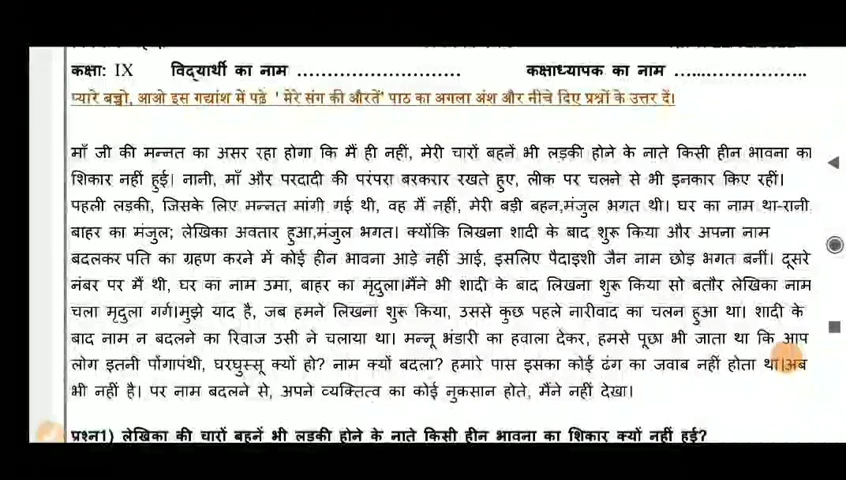 कक्षा: IX विद्यार्थी का नाम ........................... कक्षाध्यापक का नाम ......................
प्यारे बच्चो, आओ इस गद्यांश में पढ़े ' मेरे संग की औरतें' पाठ का अगला अंश और नीचे दिए प्रश्नों के उत्तर दें।
माँ जी की मन्नत का असर रहा होगा कि मैं ही नहीं, मेरी चारों बहनें भी लड़की होने के नाते किसी हीन भावना का
शिकार नहीं हुई। नानी, माँ और परदादी की परंपरा बरकरार रखते हुए, लीक पर चलने से भी इनकार किए रहीं।
पहली लड़की, जिसके लिए मन्नत मांगी गई थी, वह मैं नहीं, मेरी बड़ी बहन,मंजुल भगत थी। घर का नाम था-रानी
बाहर का मंजुल; लेखिका अवतार हुआ,मंजुल भगत। क्योंकि लिखना शादी के बाद शुरू किया और अपना नाम
बदलकर पति का ग्रहण करने में कोई हीन भावना आड़े नहीं आई, इसलिए पैदाइशी जैन नाम छोड़ भगत बनीं। दूसरे
नंबर पर मैं थी, घर का नाम उमा, बाहर का मृदुला।मैंने भी शादी के बाद लिखना शुरू किया सो बतौर लेखिका नाम
चला मृदुला गर्ग।मुझे याद है, जब हमने लिखना शुरू किया, उससे कुछ पहले नारीवाद का चलन हुआ था। शादी के
बाद नाम न बदलने का रिवाज उसी ने चलाया था। मन्नू भंडारी का हवाला देकर, हमसे पूछा भी जाता था कि आप
लोग इतनी पोंगापंथी, घरघुस्सू क्यों हो? नाम क्यों बदला? हमारे पास इसका कोई ढंग का जवाब नहीं होता था।अब
भी नहीं है। पर नाम बदलने से, अपने व्यक्तित्व का कोई नुकसान होते, मैंने नहीं देखा।
प्रश्न1) लेखिका की चारों बहनें भी लड़की होने के नाते किसी हीन भावना का शिकार क्यों नहीं हुई?